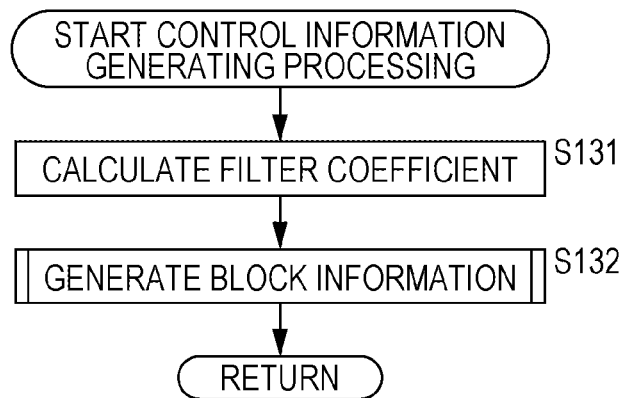 START CONTROL INFORMATION
GENERATING PROCESSING
CALCULATE FILTER COEFFICIENT
S131
GENERATE BLOCK INFORMATION
S132
RETURN